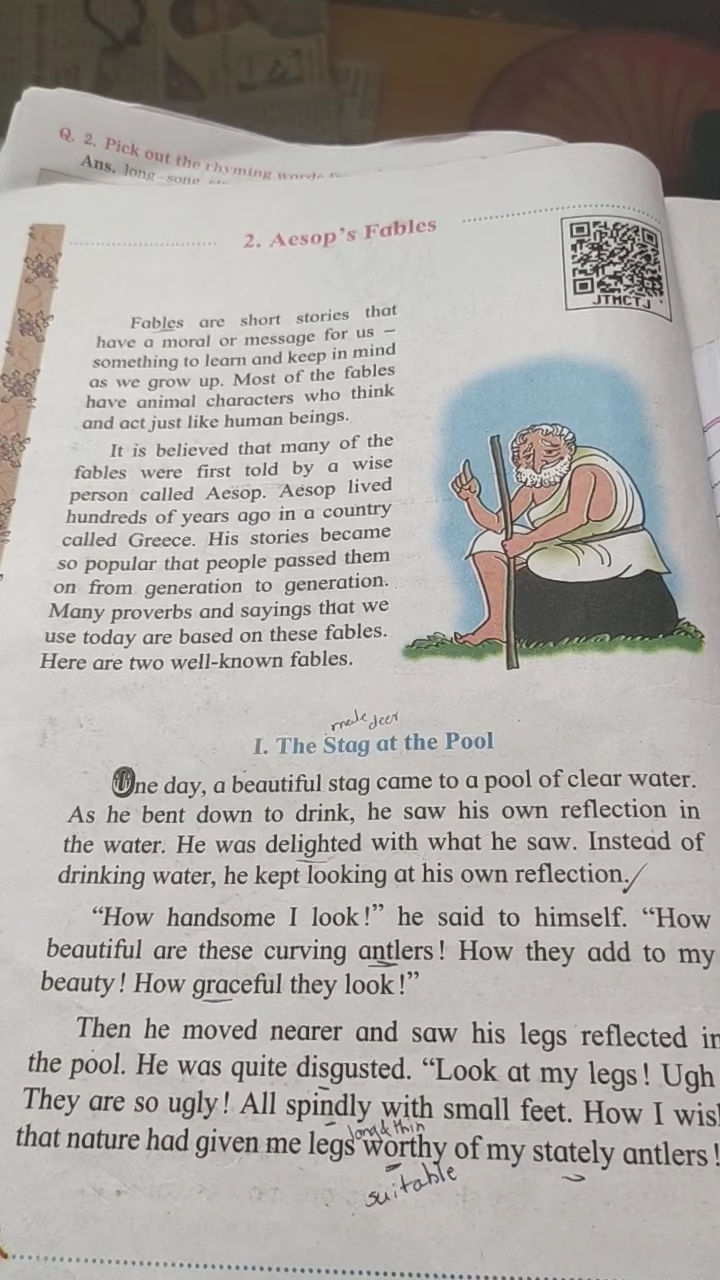 Q. 2. Pick out the rhyming words
Ans. long-song
2. Aesop's Fables
JTMCTJ
Fables are short stories that
have a moral or message for us –
something to learn and keep in mind
as we grow up. Most of the fables
have animal characters who think
and act just like human beings.
It is believed that many of the
fables were first told by a wise
person called Aesop. Aesop lived
hundreds of years ago in a country
called Greece. His stories became
so popular that people passed them
on from generation to generation.
Many proverbs and sayings that we
use today are based on these fables.
Here are two well-known fables.
male deer
I. The Stag at the Pool
One day, a beautiful stag came to a pool of clear water.
As he bent down to drink, he saw his own reflection in
the water. He was delighted with what he saw. Instead of
drinking water, he kept looking at his own reflection.
“How handsome I look!” he said to himself. “How
beautiful are these curving antlers! How they add to my
beauty! How graceful they look!”
Then he moved nearer and saw his legs reflected in
the pool. He was quite disgusted. “Look at my legs! Ugh
They are so ugly! All spindly with small feet. How I wis
long & thin
that nature had given me legs worthy of my stately antlers!
suitable